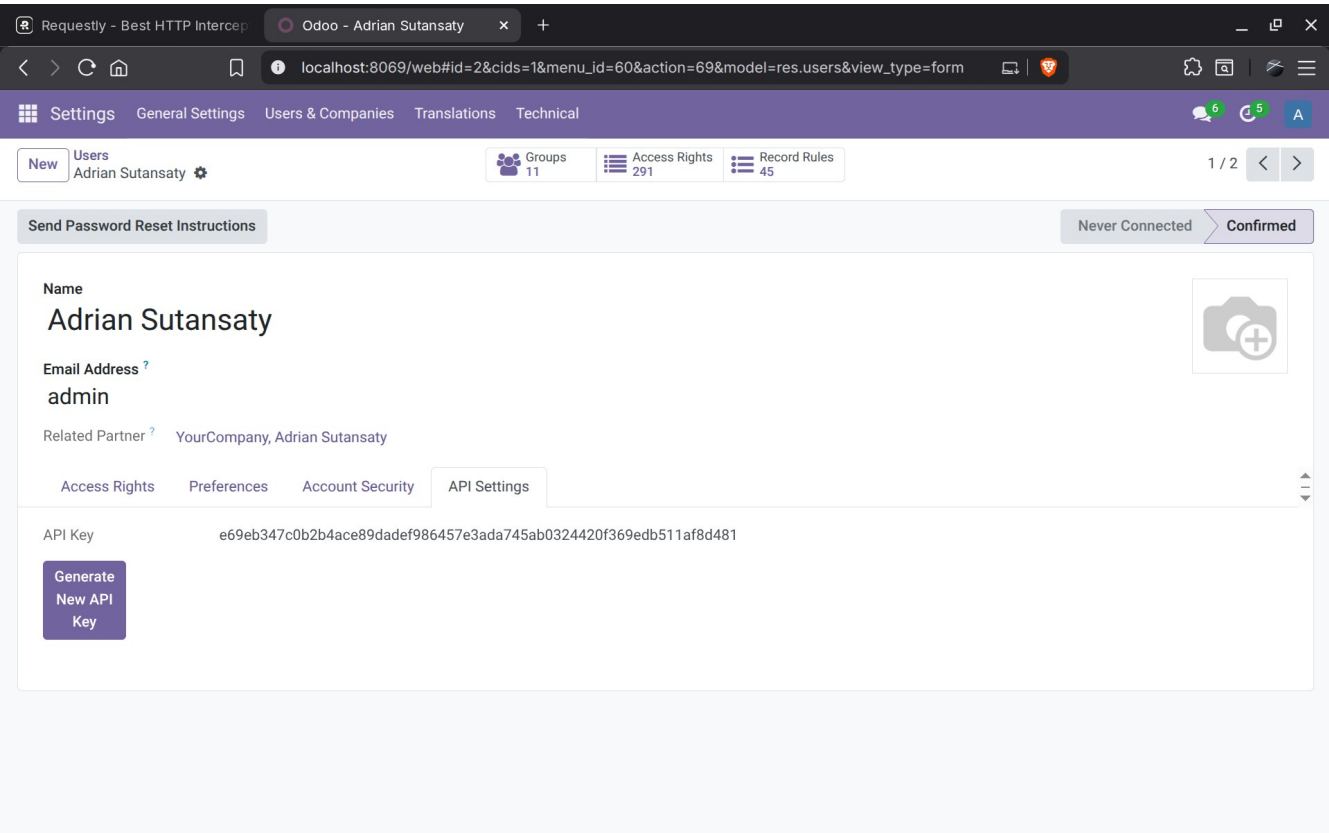 Requestly - Best HTTP Intercep
Odoo - Adrian Sutansaty
localhost:8069/web#id=2&cids=1&menu_id=60&action=69&model=res.users&view_type=form
Settings General Settings Users & Companies Translations Technical 6 5 A
New Users
Adrian Sutansaty
Groups
11
Access Rights
291
Record Rules
45
1 / 2
Send Password Reset Instructions
Never Connected Confirmed
Name
Adrian Sutansaty
Email Address ?
admin
Related Partner ? YourCompany, Adrian Sutansaty
Access Rights Preferences Account Security API Settings
API Key e69eb347c0b2b4ace89dadef986457e3ada745ab0324420f369edb511af8d481
Generate
New API
Key